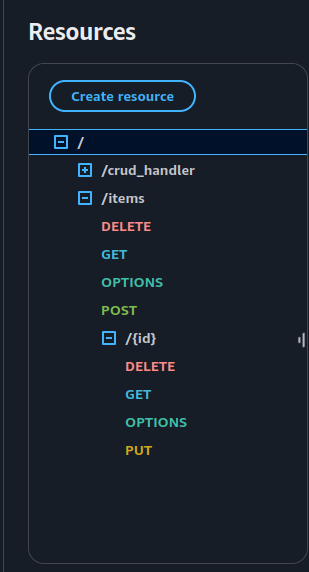 Resources
Create resource
/
/crud_handler
/items
DELETE
GET
OPTIONS
POST
/{id}
DELETE
GET
OPTIONS
PUT